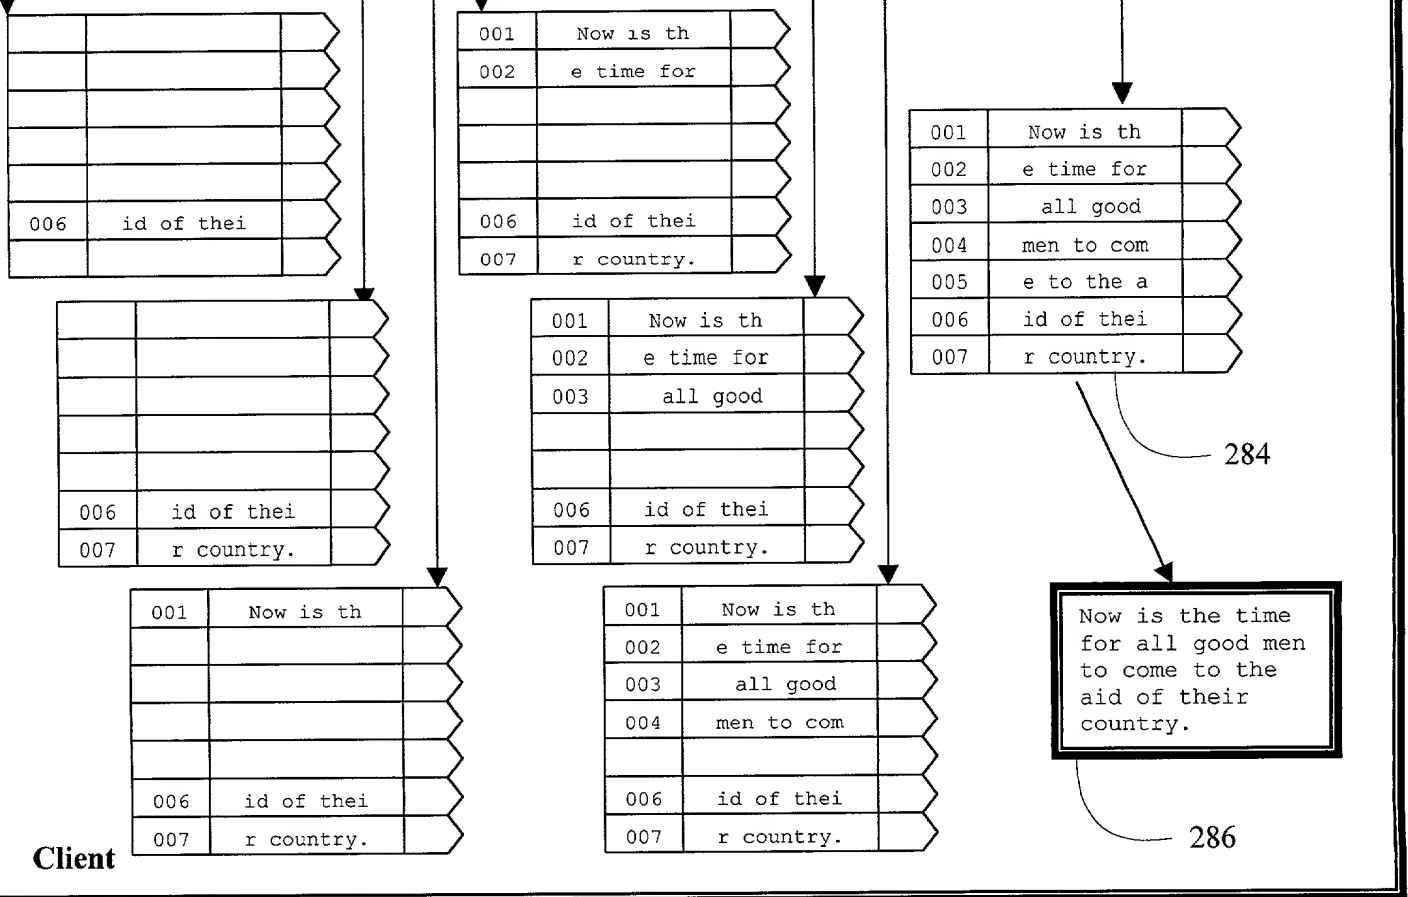 006 id of thei
006 id of thei
007 r country.
001 Now is th
006 id of thei
007 r country.
001 Now is th
002 e time for
006 id of thei
007 r country.
001 Now is th
002 e time for
003 all good
006 id of thei
007 r country.
001 Now is th
002 e time for
003 all good
004 men to com
006 id of thei
007 r country.
001 Now is th
002 e time for
003 all good
004 men to com
005 e to the a
006 id of thei
007 r country.
284
Now is the time
for all good men
to come to the
aid of their
country.
286
Client